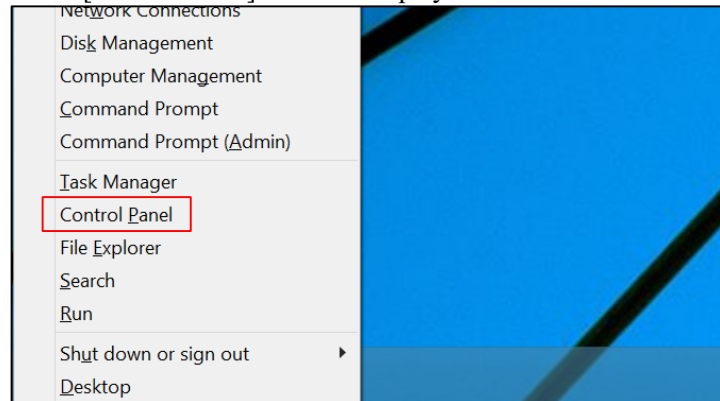 Network Connections
Disk Management
Computer Management
Command Prompt
Command Prompt (Admin)
Task Manager
Control Panel
File Explorer
Search
Run
Shut down or sign out
Desktop